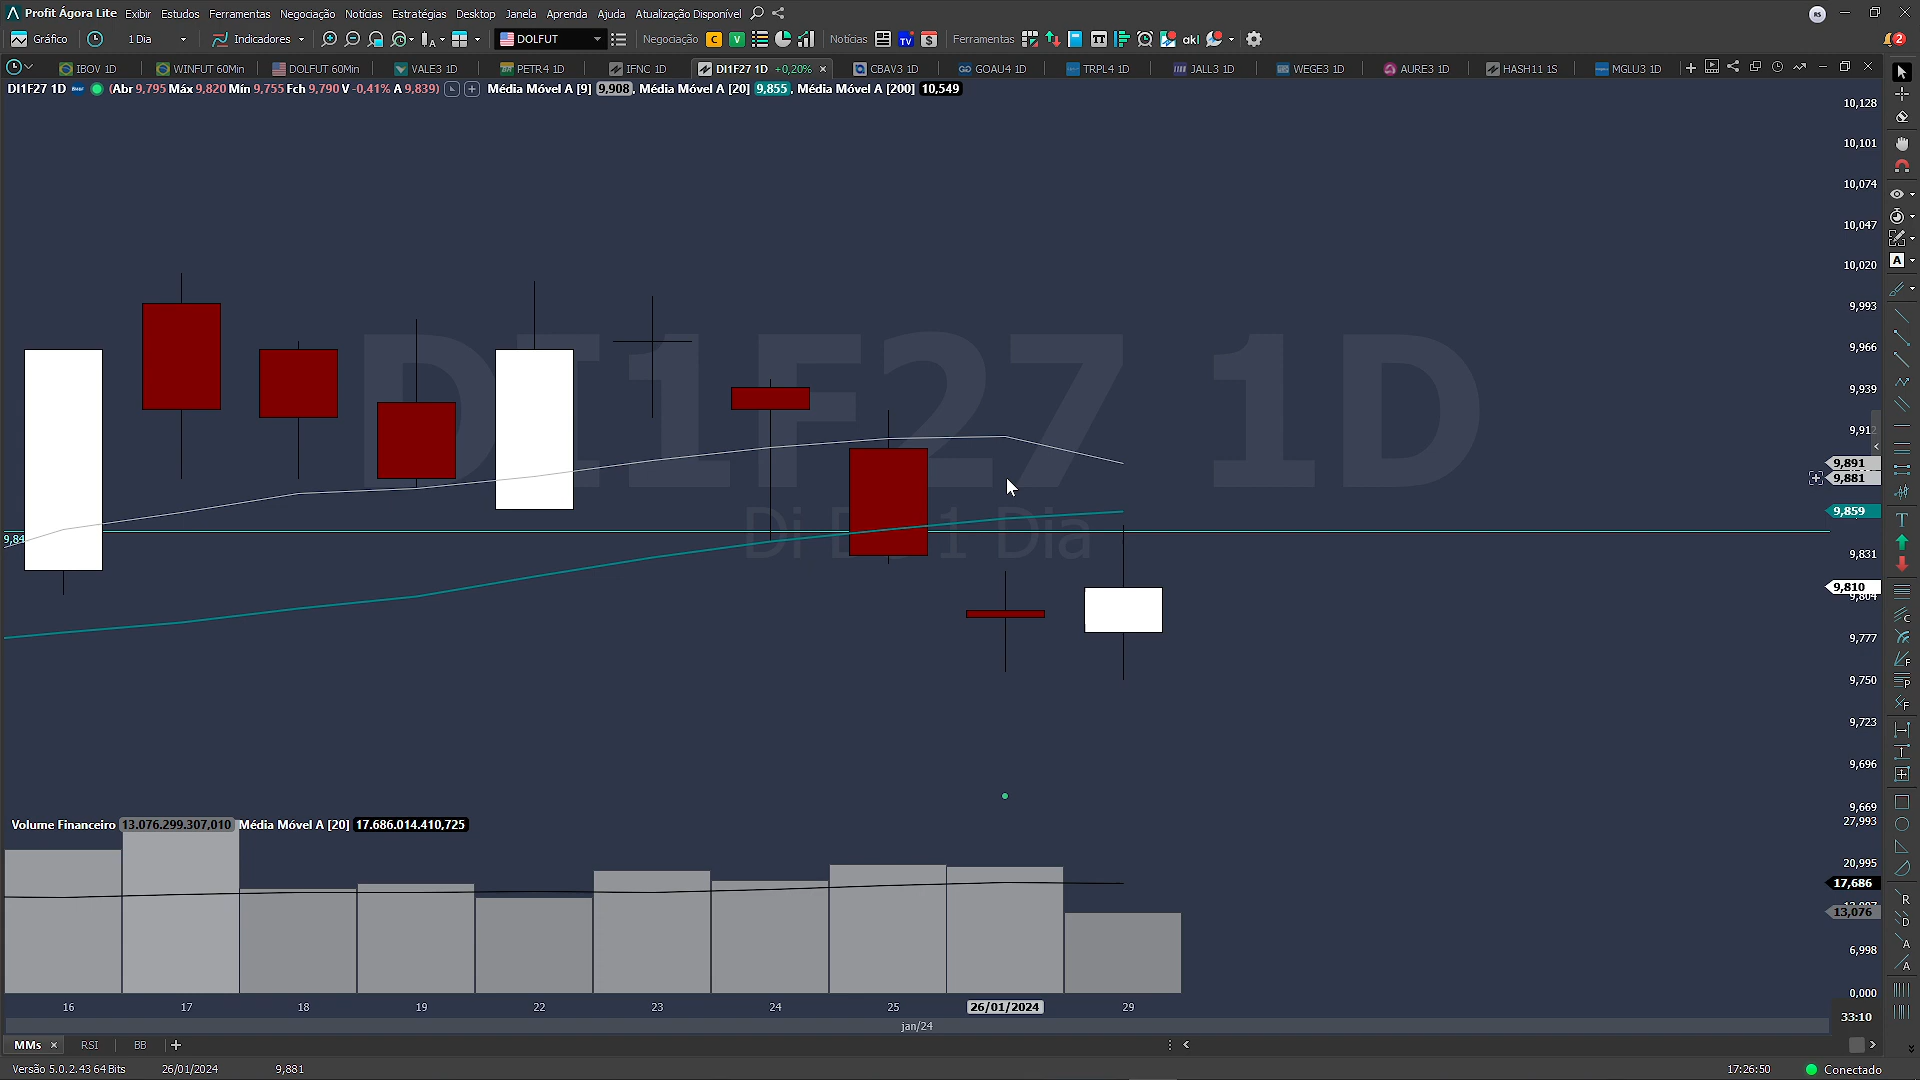 Profit Ágora Lite Exibir Estudos Ferramentas Negociação Notícias Estratégias Desktop Janela Aprenda Ajuda Atualização Disponível RS
Gráfico 1 Dia Indicadores DOLFUT Negociação C V Notícias TV $ Ferramentas akl 2
IBOV 1D WINFUT 60Min DOLFUT 60Min VALE3 1D PETR4 1D IFNC 1D DI1F27 1D +0,20% CBAV3 1D GOAU4 1D TRPL4 1D JALL3 1D WEGE3 1D AURE3 1D HASH11 1S MGLU3 1D
DI1F27 1D (Abr 9,795 Máx 9,820 Mín 9,755 Fch 9,790 V -0,41% A 9,839) Média Móvel A [9] 9,908, Média Móvel A [20] 9,855, Média Móvel A [200] 10,549
10,128
10,101
10,074
10,047
10,020
9,993
9,966
9,939
9,912
9,891
9,881
9,859
9,84
9,831
9,810
9,804
9,777
9,750
9,723
9,696
9,669
DI1F27 1D
1 Dia
Volume Financeiro 13.076.299.307,010 Média Móvel A [20] 17.686.014.410,725
27,993
20,995
17,686
13,076
6,998
0,000
16 17 18 19 22 23 24 25 26/01/2024 29
33:10
jan/24
MMs RSI BB
Versão 5.0.2.43 64 Bits 26/01/2024 9,881 17:26:50 Conectado